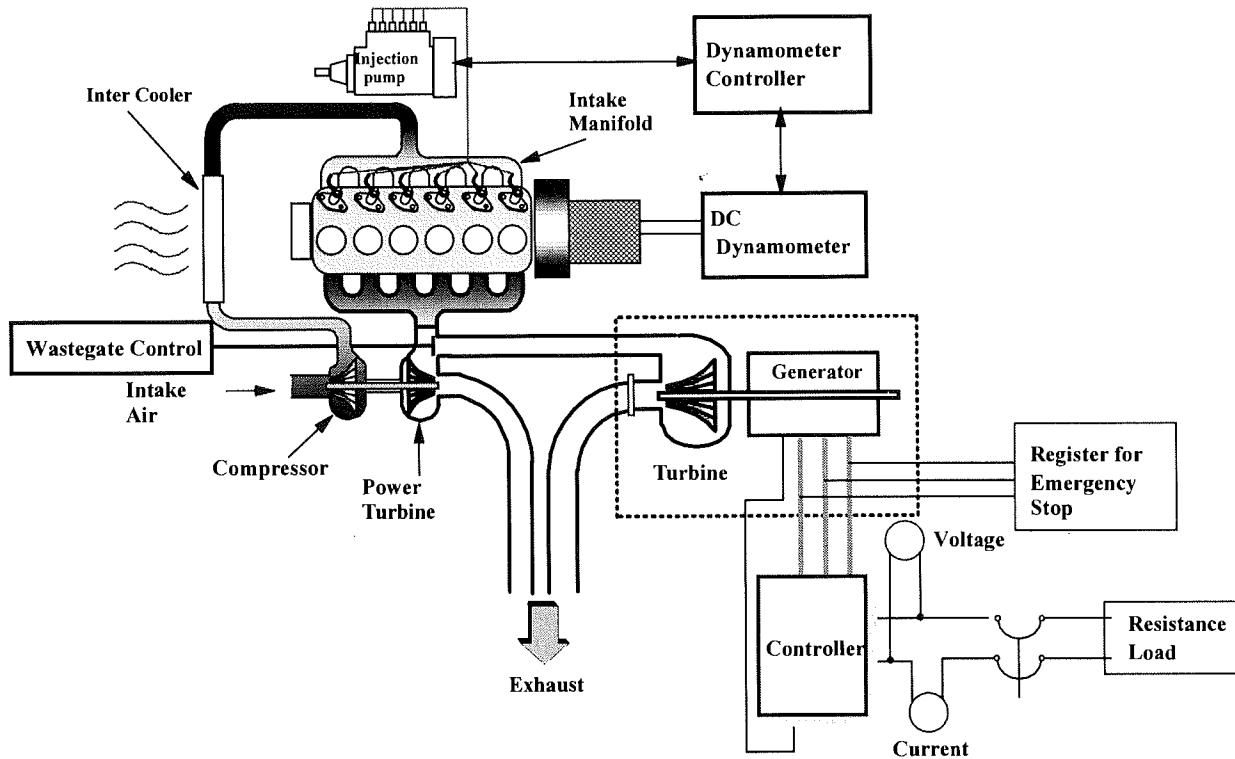 Injection
pump
Dynamometer
Controller
Inter Cooler
Intake
Manifold
DC
Dynamometer
Wastegate Control
Intake
Air
Generator
Compressor
Power
Turbine
Turbine
Register for
Emergency
Stop
Voltage
Controller
Resistance
Load
Exhaust
Current